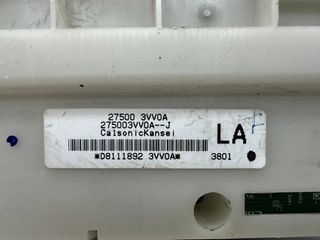 27500 3VV0A
275003VV0A--J
CalsonicKansei
LA
*D8111892 3VV0A*
3801